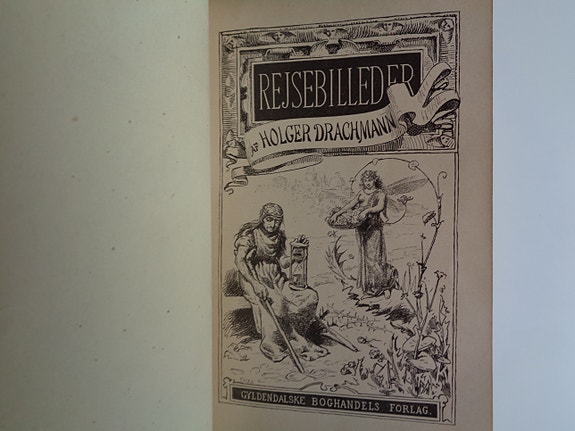 REJSEBILLEDER
AF HOLGER DRACHMANN
GYLDENDALSKE BOGHANDELS FORLAG.